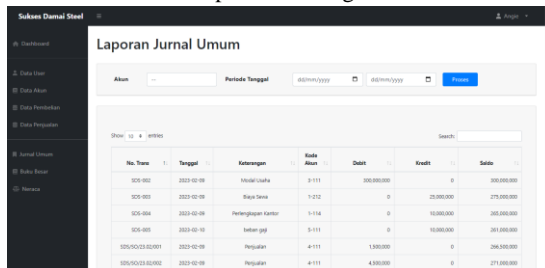 Sukses Damai Steel
Angie
Dashboard
Data User
Data Akun
Data Pembelian
Data Penjualan
Jurnal Umum
Buku Besar
Neraca
Laporan Jurnal Umum
Akun
Periode Tanggal dd/mm/yyyy dd/mm/yyyy Proses
Show 10 entries Search:
No. Trans Tanggal Keterangan Kode Akun Debit Kredit Saldo
SDS-002 2023-02-09 Modal Usaha 3-111 300,000,000 0 300,000,000
SDS-003 2023-02-09 Biaya Sewa 1-212 0 25,000,000 275,000,000
SDS-004 2023-02-09 Perlengkapan Kantor 1-114 0 10,000,000 265,000,000
SDS-005 2023-02-10 beban gaji 5-111 0 10,000,000
SDS/SO/23.02/001 2023-02-09 Penjualan 4-111 1,500,000 0 266,500,000
SDS/SO/23.02/002 2023-02-09 Penjualan 4-111 4,500,000 0 271,000,000